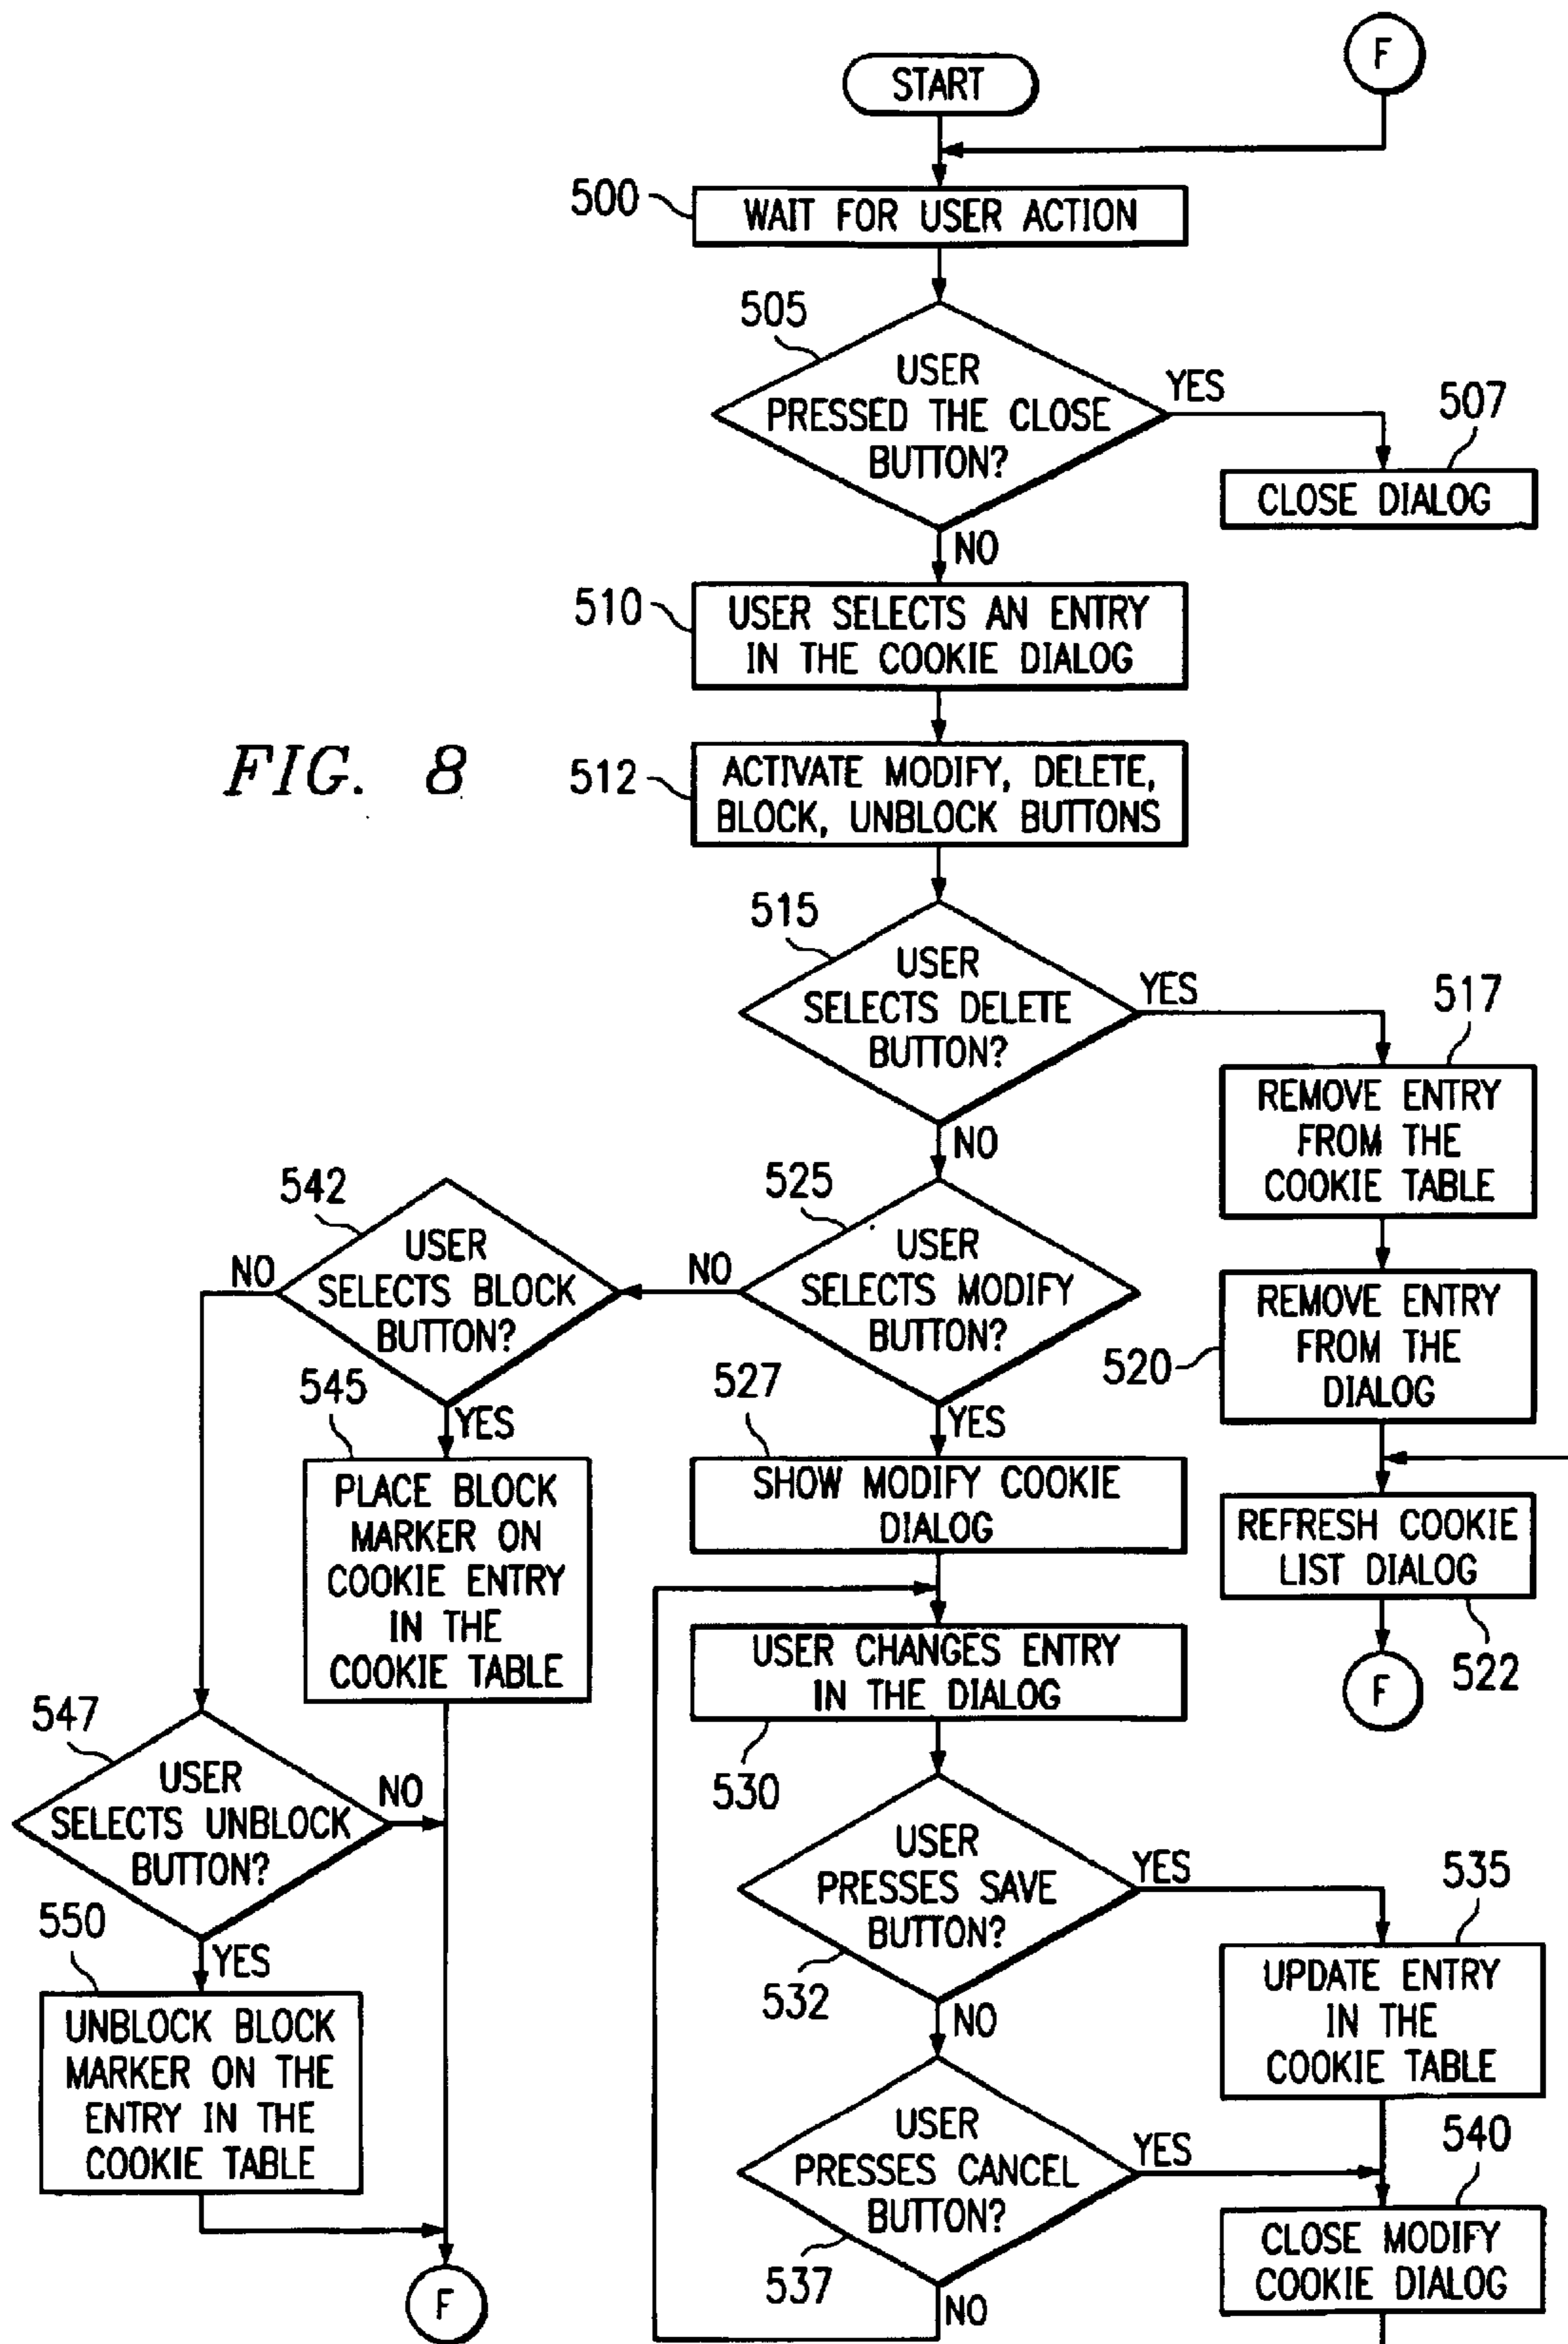 START
F
500
WAIT FOR USER ACTION
505
USER
PRESSED THE CLOSE
BUTTON?
YES
507
CLOSE DIALOG
NO
510
USER SELECTS AN ENTRY
IN THE COOKIE DIALOG
FIG. 8
512
ACTIVATE MODIFY, DELETE,
BLOCK, UNBLOCK BUTTONS
515
USER
SELECTS DELETE
BUTTON?
YES
517
REMOVE ENTRY
FROM THE
COOKIE TABLE
NO
520
REMOVE ENTRY
FROM THE
DIALOG
REFRESH COOKIE
LIST DIALOG
522
F
525
USER
SELECTS MODIFY
BUTTON?
NO
542
USER
SELECTS BLOCK
BUTTON?
NO
YES
545
PLACE BLOCK
MARKER ON
COOKIE ENTRY
IN THE
COOKIE TABLE
547
USER
SELECTS UNBLOCK
BUTTON?
NO
YES
550
UNBLOCK BLOCK
MARKER ON THE
ENTRY IN THE
COOKIE TABLE
F
YES
527
SHOW MODIFY COOKIE
DIALOG
USER CHANGES ENTRY
IN THE DIALOG
530
USER
PRESSES SAVE
BUTTON?
532
YES
535
UPDATE ENTRY
IN THE
COOKIE TABLE
NO
USER
PRESSES CANCEL
BUTTON?
537
YES
540
CLOSE MODIFY
COOKIE DIALOG
NO